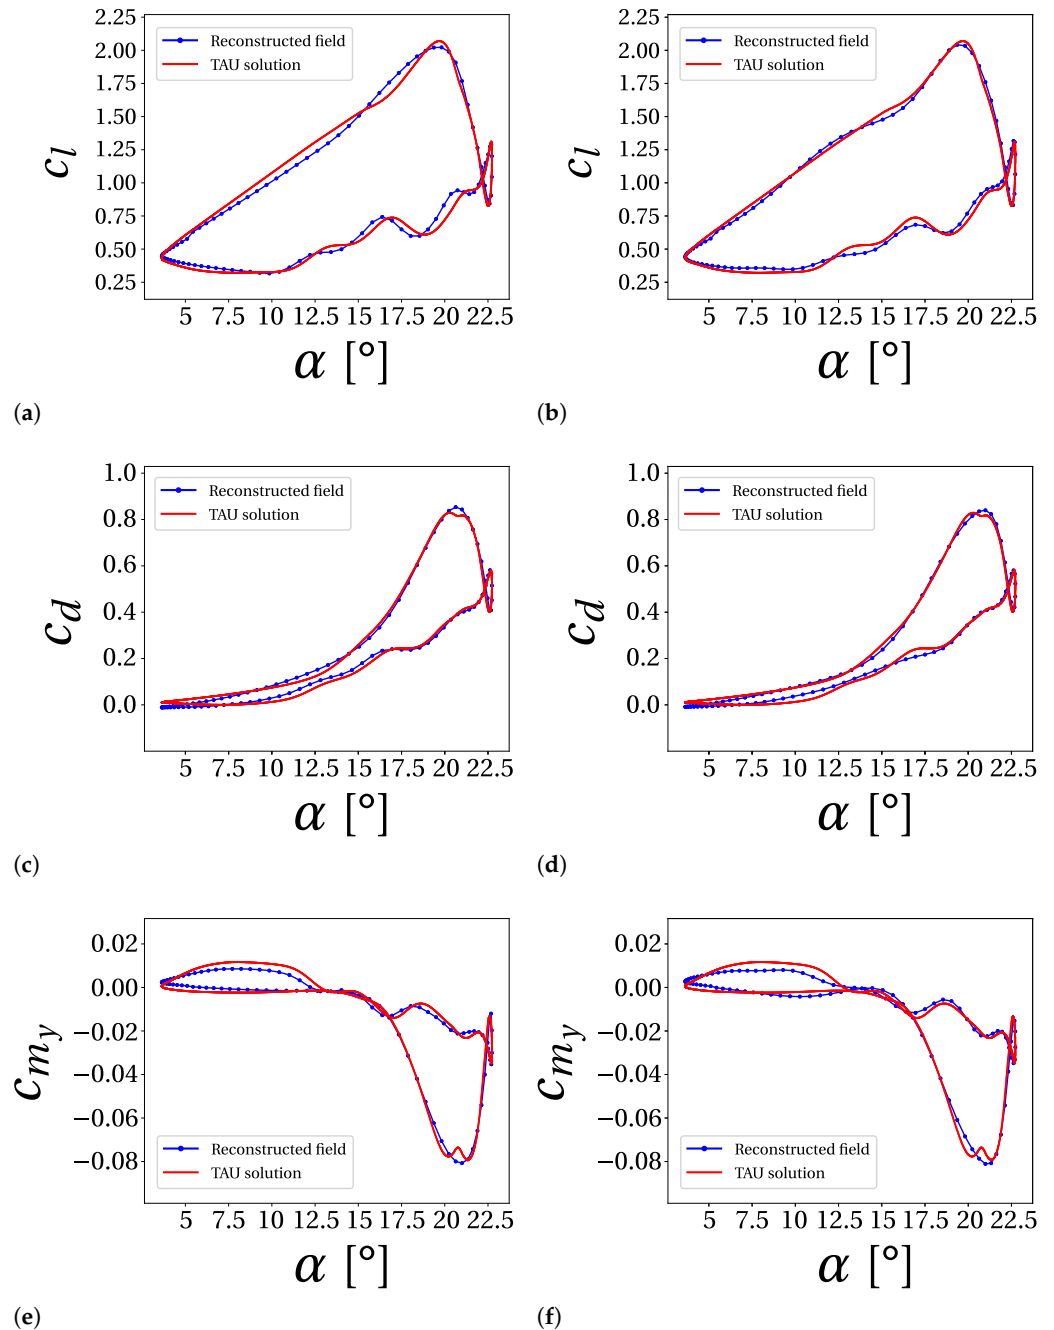 2.25
2.00
1.75
1.50
1.25
1.00
0.75
0.50
0.25
c_l
Reconstructed field
TAU solution
5 7.5 10 12.5 15 17.5 20 22.5
α [°]
(a)
2.25
2.00
1.75
1.50
1.25
1.00
0.75
0.50
0.25
c_l
Reconstructed field
TAU solution
5 7.5 10 12.5 15 17.5 20 22.5
α [°]
(b)
1.0
0.8
0.6
0.4
0.2
0.0
c_d
Reconstructed field
TAU solution
5 7.5 10 12.5 15 17.5 20 22.5
α [°]
(c)
1.0
0.8
0.6
0.4
0.2
0.0
c_d
Reconstructed field
TAU solution
5 7.5 10 12.5 15 17.5 20 22.5
α [°]
(d)
0.02
0.00
−0.02
−0.04
−0.06
−0.08
c_{m_y}
Reconstructed field
TAU solution
5 7.5 10 12.5 15 17.5 20 22.5
α [°]
(e)
0.02
0.00
−0.02
−0.04
−0.06
−0.08
c_{m_y}
Reconstructed field
TAU solution
5 7.5 10 12.5 15 17.5 20 22.5
α [°]
(f)